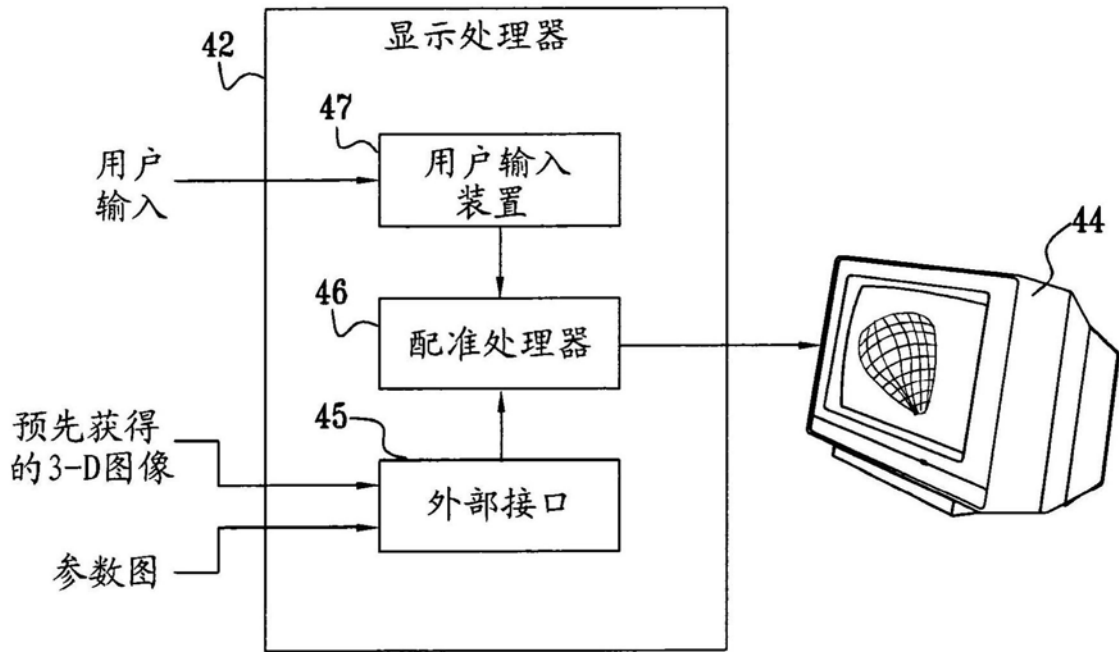 42
显示处理器
47
用户
输入
用户输入
装置
44
46
配准处理器
预先获得
的3-D图像
45
外部接口
参数图